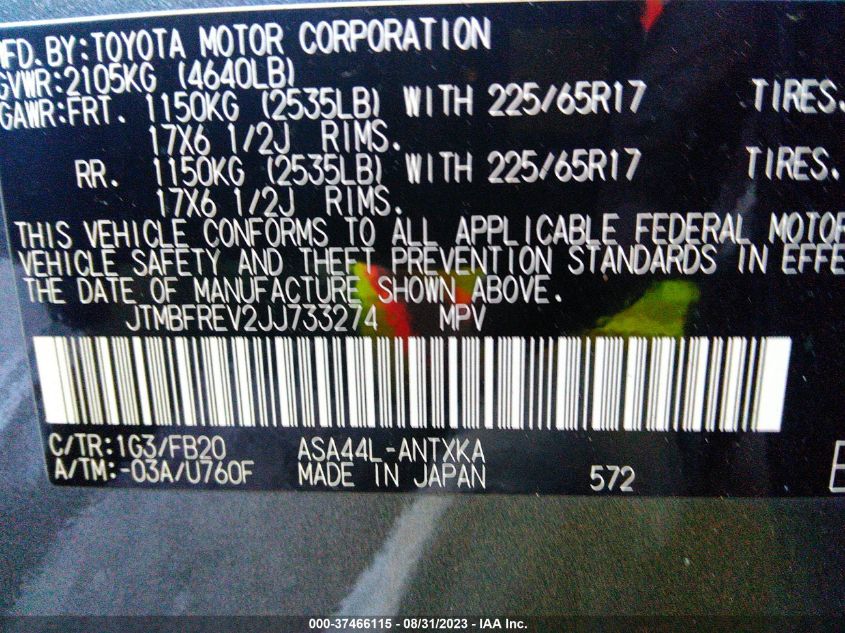 MFD.BY:TOYOTA MOTOR CORPORATION
GVWR:2105KG (4640LB)
GAWR:FRT. 1150KG (2535LB) WITH 225/65R17 TIRES.
17X6 1/2J RIMS.
RR. 1150KG (2535LB) WITH 225/65R17 TIRES.
17X6 1/2J RIMS.
THIS VEHICLE CONFORMS TO ALL APPLICABLE FEDERAL MOTOR
VEHICLE SAFETY AND THEFT PREVENTION STANDARDS IN EFFE
THE DATE OF MANUFACTURE SHOWN ABOVE.
JTMBFREV2JJ733274 MPV
C/TR:1G3/FB20 ASA44L-ANTXKA
A/TM:-03A/U760F MADE IN JAPAN 572
000-37466115 - 08/31/2023 - IAA Inc.